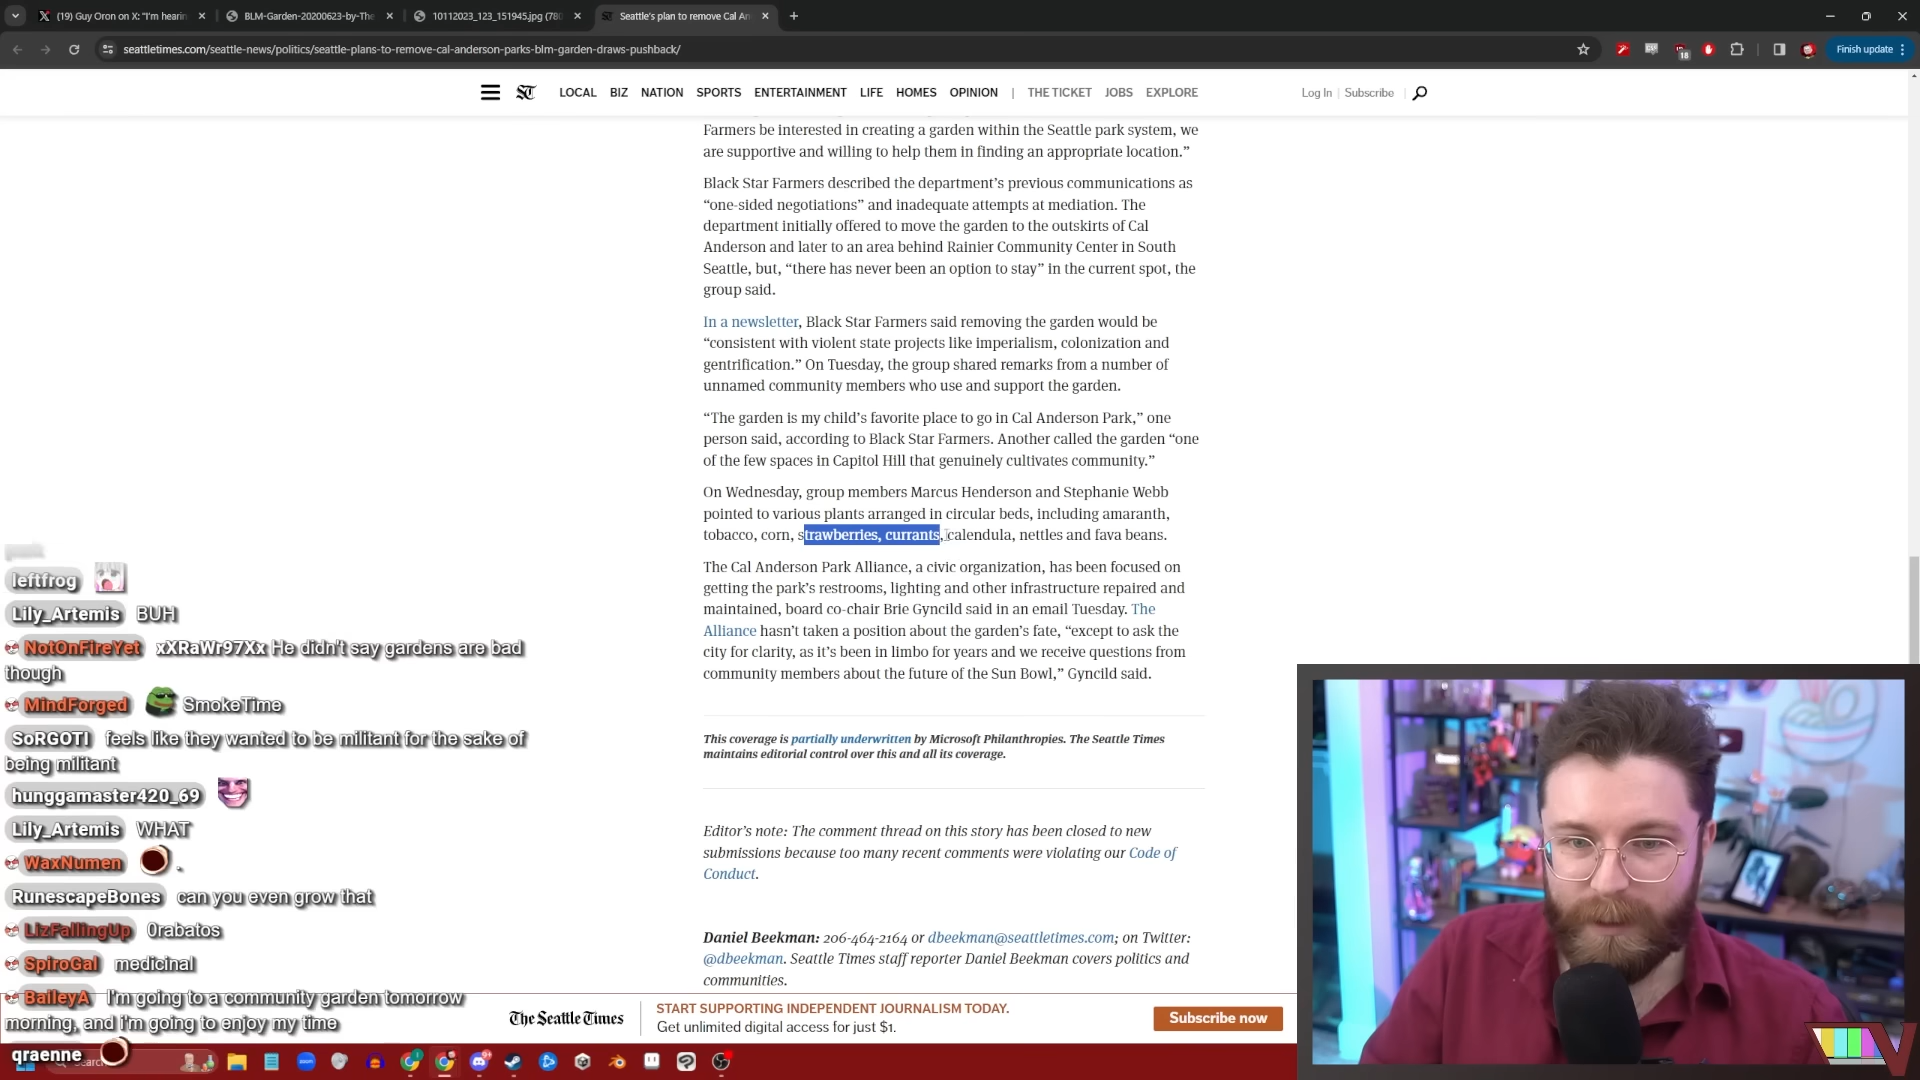 (19) Guy Oron on X: "I'm hearin
BLM-Garden-20200623-by-The
10112023_123_151945.jpg (780
Seattle's plan to remove Cal An
seattletimes.com/seattle-news/politics/seattle-plans-to-remove-cal-anderson-parks-blm-garden-draws-pushback/
18
Finish update
LOCAL BIZ NATION SPORTS ENTERTAINMENT LIFE HOMES OPINION | THE TICKET JOBS EXPLORE
Log In | Subscribe
Farmers be interested in creating a garden within the Seattle park system, we
are supportive and willing to help them in finding an appropriate location.”
Black Star Farmers described the department’s previous communications as
“one-sided negotiations” and inadequate attempts at mediation. The
department initially offered to move the garden to the outskirts of Cal
Anderson and later to an area behind Rainier Community Center in South
Seattle, but, “there has never been an option to stay” in the current spot, the
group said.
In a newsletter, Black Star Farmers said removing the garden would be
“consistent with violent state projects like imperialism, colonization and
gentrification.” On Tuesday, the group shared remarks from a number of
unnamed community members who use and support the garden.
“The garden is my child’s favorite place to go in Cal Anderson Park,” one
person said, according to Black Star Farmers. Another called the garden “one
of the few spaces in Capitol Hill that genuinely cultivates community.”
On Wednesday, group members Marcus Henderson and Stephanie Webb
pointed to various plants arranged in circular beds, including amaranth,
tobacco, corn, strawberries, currants, calendula, nettles and fava beans.
The Cal Anderson Park Alliance, a civic organization, has been focused on
getting the park’s restrooms, lighting and other infrastructure repaired and
maintained, board co-chair Brie Gyncild said in an email Tuesday. The
Alliance hasn’t taken a position about the garden’s fate, “except to ask the
city for clarity, as it’s been in limbo for years and we receive questions from
community members about the future of the Sun Bowl,” Gyncild said.
This coverage is partially underwritten by Microsoft Philanthropies. The Seattle Times
maintains editorial control over this and all its coverage.
Editor’s note: The comment thread on this story has been closed to new
submissions because too many recent comments were violating our Code of
Conduct.
Daniel Beekman: 206-464-2164 or dbeekman@seattletimes.com; on Twitter:
@dbeekman. Seattle Times staff reporter Daniel Beekman covers politics and
communities.
The Seattle Times
START SUPPORTING INDEPENDENT JOURNALISM TODAY.
Get unlimited digital access for just $1.
Subscribe now
leftfrog
Lily_Artemis BUH
NotOnFireYet xXRaWr97Xx He didn't say gardens are bad
though
MindForged SmokeTime
SoRGOTI feels like they wanted to be militant for the sake of
being militant
hunggamaster420_69
Lily_Artemis WHAT
WaxNumen .
RunescapeBones can you even grow that
LizFallingUp 0rabatos
SpiroGal medicinal
BaileyA I'm going to a community garden tomorrow
morning, and I'm going to enjoy my time
qraenne
Search